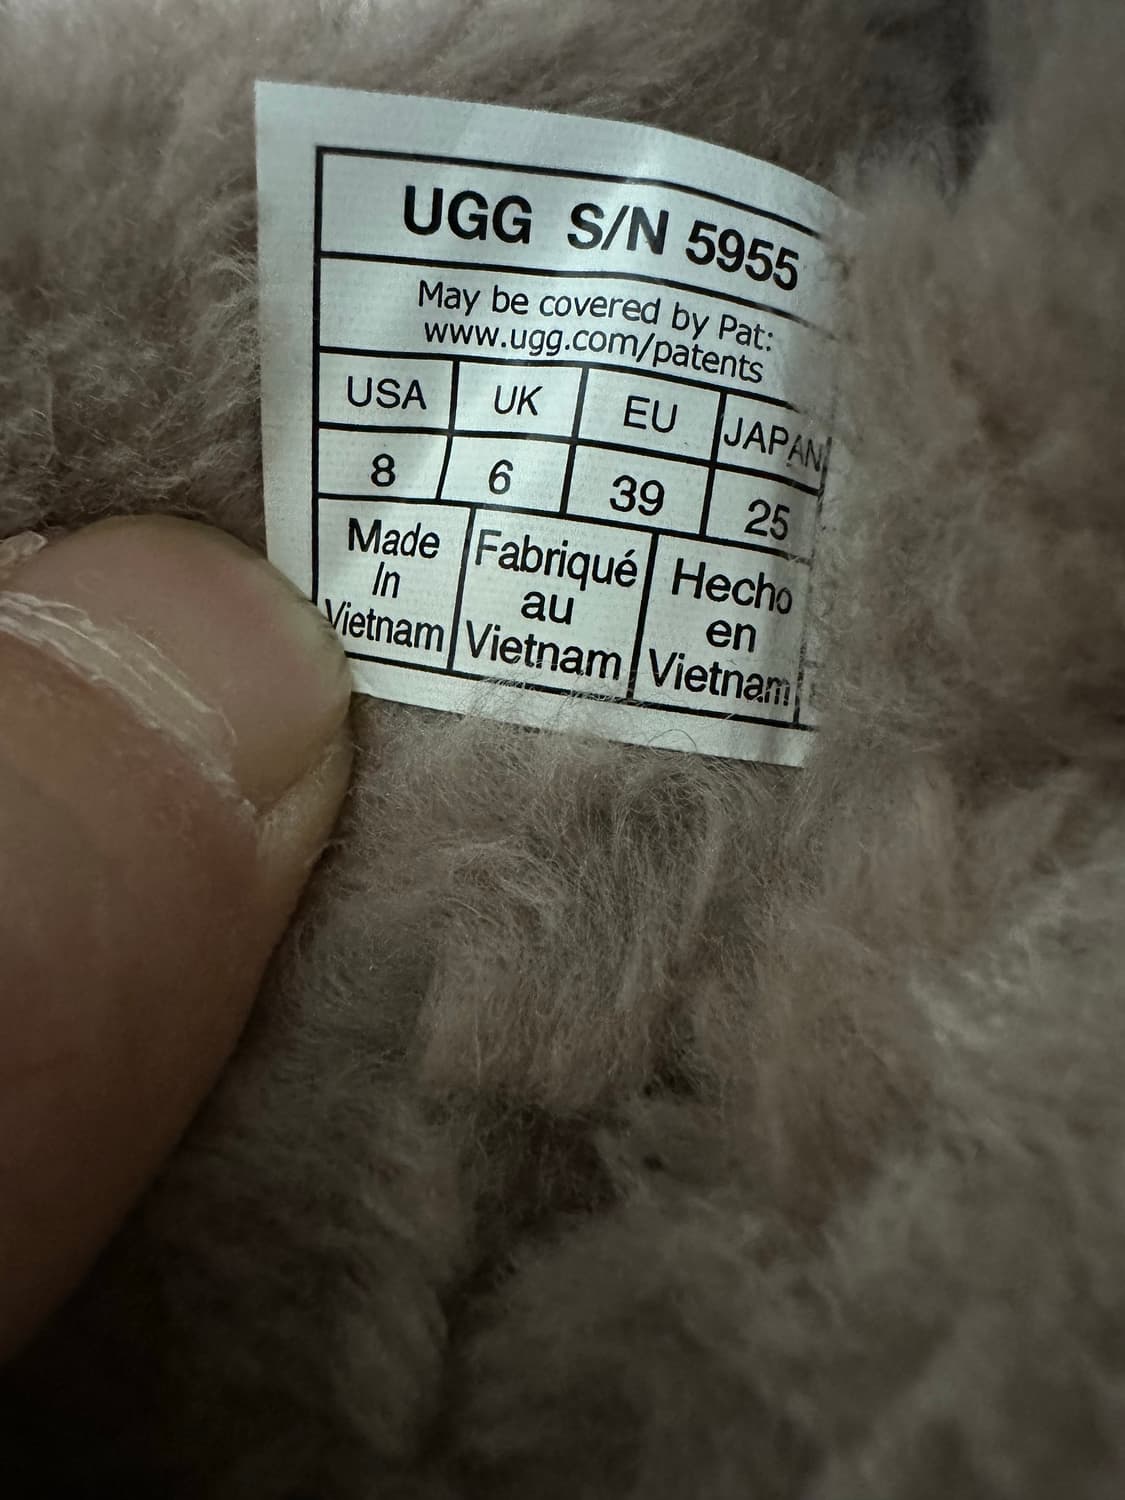 UGG S/N 5955
May be covered by Pat:
www.ugg.com/patents
USA UK EU JAPAN
8 6 39 25
Made
In
Vietnam
Fabriqué
au
Vietnam
Hecho
en
Vietnam